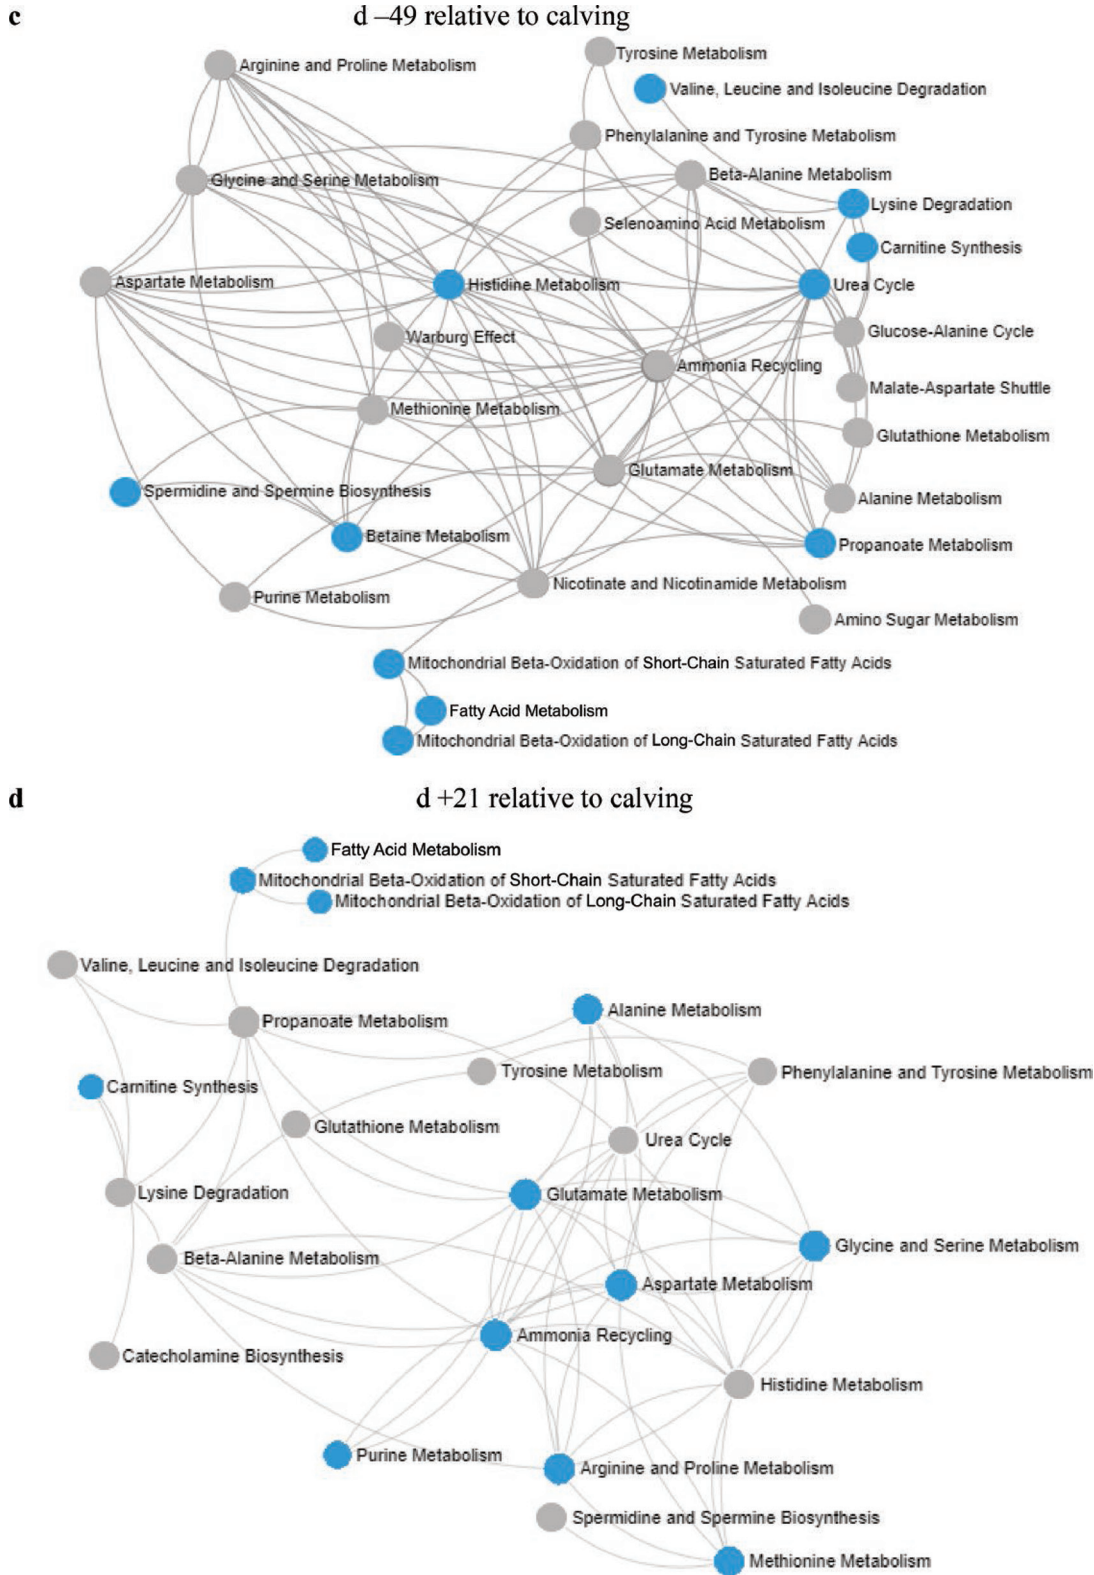 c
d –49 relative to calving
Arginine and Proline Metabolism
Tyrosine Metabolism
Valine, Leucine and Isoleucine Degradation
Phenylalanine and Tyrosine Metabolism
Glycine and Serine Metabolism
Beta-Alanine Metabolism
Lysine Degradation
Selenoamino Acid Metabolism
Carnitine Synthesis
Aspartate Metabolism
Histidine Metabolism
Urea Cycle
Warburg Effect
Glucose-Alanine Cycle
Ammonia Recycling
Malate-Aspartate Shuttle
Methionine Metabolism
Glutathione Metabolism
Glutamate Metabolism
Spermidine and Spermine Biosynthesis
Alanine Metabolism
Betaine Metabolism
Propanoate Metabolism
Nicotinate and Nicotinamide Metabolism
Purine Metabolism
Amino Sugar Metabolism
Mitochondrial Beta-Oxidation of Short-Chain Saturated Fatty Acids
Fatty Acid Metabolism
Mitochondrial Beta-Oxidation of Long-Chain Saturated Fatty Acids
d
d +21 relative to calving
Fatty Acid Metabolism
Mitochondrial Beta-Oxidation of Short-Chain Saturated Fatty Acids
Mitochondrial Beta-Oxidation of Long-Chain Saturated Fatty Acids
Valine, Leucine and Isoleucine Degradation
Alanine Metabolism
Propanoate Metabolism
Tyrosine Metabolism
Phenylalanine and Tyrosine Metabolism
Carnitine Synthesis
Glutathione Metabolism
Urea Cycle
Lysine Degradation
Glutamate Metabolism
Glycine and Serine Metabolism
Beta-Alanine Metabolism
Aspartate Metabolism
Ammonia Recycling
Catecholamine Biosynthesis
Histidine Metabolism
Purine Metabolism
Arginine and Proline Metabolism
Spermidine and Spermine Biosynthesis
Methionine Metabolism